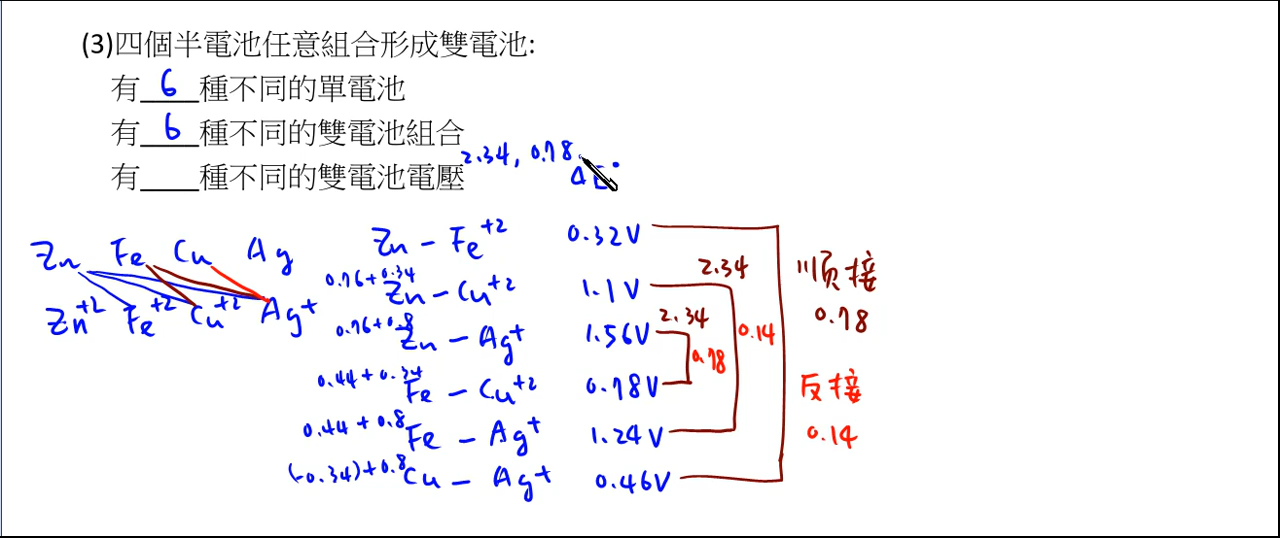 (3)四個半電池任意組合形成雙電池:
有 6 種不同的單電池
有 6 種不同的雙電池組合
有____種不同的雙電池電壓 2.34, 0.78
ΔE°
Zn Fe Cu Ag
Zn+2 Fe+2 Cu+2 Ag+
Zn - Fe+2 0.32V
0.76+0.34 Zn - Cu+2 1.1V
0.76+0.8 Zn - Ag+ 1.56V
0.44+0.34 Fe - Cu+2 0.78V
0.44+0.8 Fe - Ag+ 1.24V
(-0.34)+0.8 Cu - Ag+ 0.46V
2.34
2.34
0.78
0.14
順接
0.78
反接
0.14